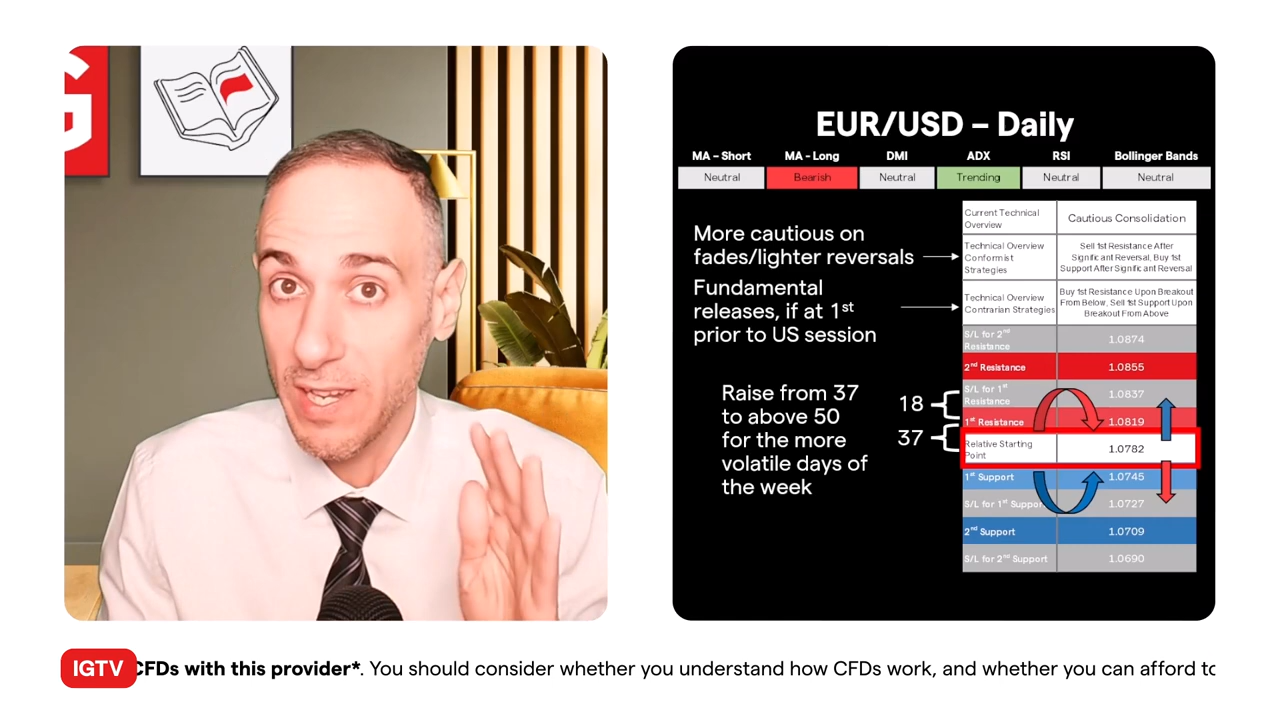 G
EUR/USD – Daily
MA – Short MA - Long DMI ADX RSI Bollinger Bands
Neutral Bearish Neutral Trending Neutral Neutral
More cautious on
fades/lighter reversals
Fundamental
releases, if at 1st
prior to US session
Raise from 37
to above 50
for the more
volatile days of
the week
18
37
Current Technical
Overview
Cautious Consolidation
Technical Overview
Conformist
Strategies
Sell 1st Resistance After
Significant Reversal, Buy 1st
Support After Significant Reversal
Technical Overview
Contrarian Strategies
Buy 1st Resistance Upon Breakout
From Below, Sell 1st Support Upon
Breakout From Above
S/L for 2nd
Resistance
1.0874
2nd Resistance 1.0855
S/L for 1st
Resistance
1.0837
1st Resistance 1.0819
Relative Starting
Point
1.0782
1st Support 1.0745
S/L for 1st Support 1.0727
2nd Support 1.0709
S/L for 2nd Support 1.0690
IGTV CFDs with this provider*. You should consider whether you understand how CFDs work, and whether you can afford to